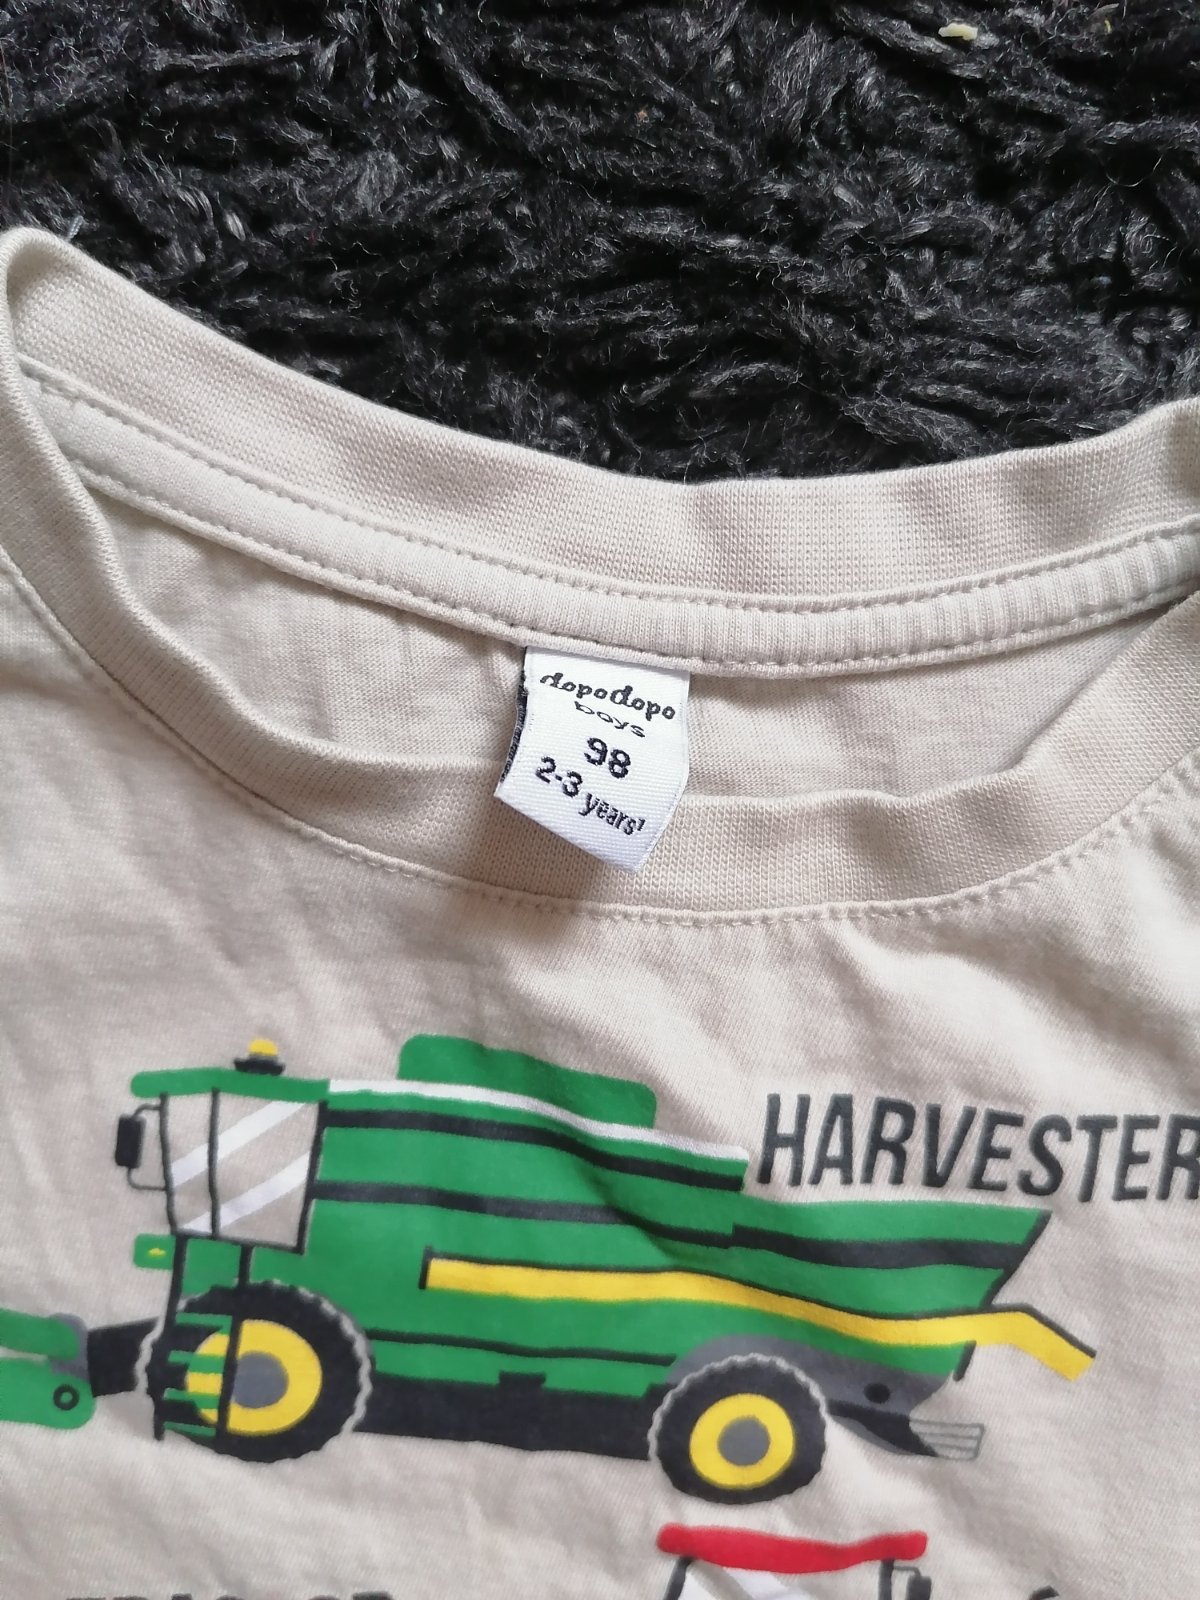 dopodopo
boys
98
2-3 years'
HARVESTER